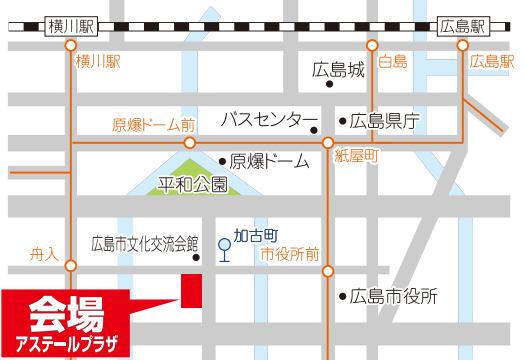 横川駅
広島駅
横川駅
白島
広島駅
広島城
原爆ドーム前
バスセンター
広島県庁
原爆ドーム
紙屋町
平和公園
加古町
広島市文化交流会館
舟入
市役所前
広島市役所
会場
アステールプラザ